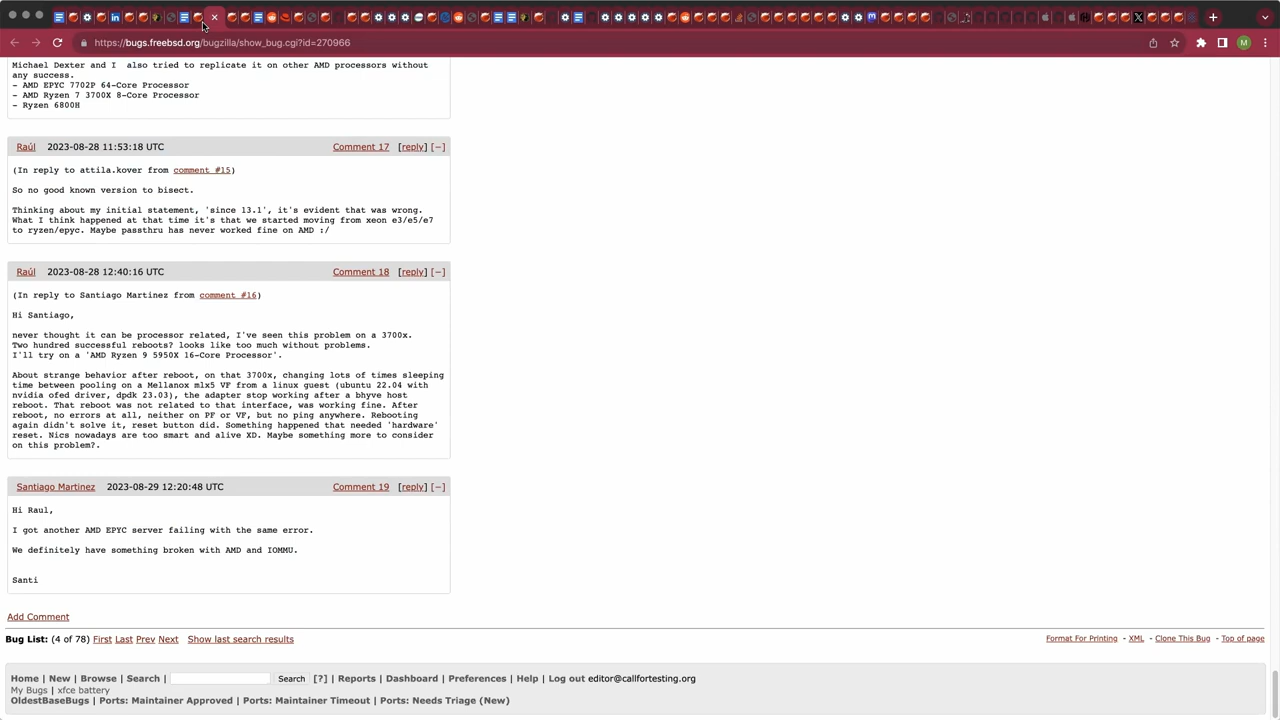 https://bugs.freebsd.org/bugzilla/show_bug.cgi?id=270966
M
Michael Dexter and I  also tried to replicate it on other AMD processors without
any success.
- AMD EPYC 7702P 64-Core Processor
- AMD Ryzen 7 3700X 8-Core Processor
- Ryzen 6800H
Raúl 2023-08-28 11:53:18 UTC Comment 17 [reply] [−]
(In reply to attila.kover from comment #15)
So no good known version to bisect.
Thinking about my initial statement, 'since 13.1', it's evident that was wrong.
What I think happened at that time it's that we started moving from xeon e3/e5/e7
to ryzen/epyc. Maybe passthru has never worked fine on AMD :/
Raúl 2023-08-28 12:40:16 UTC Comment 18 [reply] [−]
(In reply to Santiago Martinez from comment #16)
Hi Santiago,
never thought it can be processor related, I've seen this problem on a 3700x.
Two hundred successful reboots? looks like too much without problems.
I'll try on a 'AMD Ryzen 9 5950X 16-Core Processor'.
About strange behavior after reboot, on that 3700x, changing lots of times sleeping
time between pooling on a Mellanox mlx5 VF from a linux guest (ubuntu 22.04 with
nvidia ofed driver, dpdk 23.03), the adapter stop working after a bhyve host
reboot. That reboot was not related to that interface, was working fine. After
reboot, no errors at all, neither on PF or VF, but no ping anywhere. Rebooting
again didn't solve it, reset button did. Something happened that needed 'hardware'
reset. Nics nowadays are too smart and alive XD. Maybe something more to consider
on this problem?.
Santiago Martinez 2023-08-29 12:20:48 UTC Comment 19 [reply] [−]
Hi Raul,
I got another AMD EPYC server failing with the same error.
We definitely have something broken with AMD and IOMMU.
Santi
Add Comment
Bug List: (4 of 78) First Last Prev Next Show last search results Format For Printing - XML - Clone This Bug - Top of page
Home | New | Browse | Search | Search [?] | Reports | Dashboard | Preferences | Help | Log out editor@callfortesting.org
My Bugs | xfce battery
OldestBaseBugs | Ports: Maintainer Approved | Ports: Maintainer Timeout | Ports: Needs Triage (New)